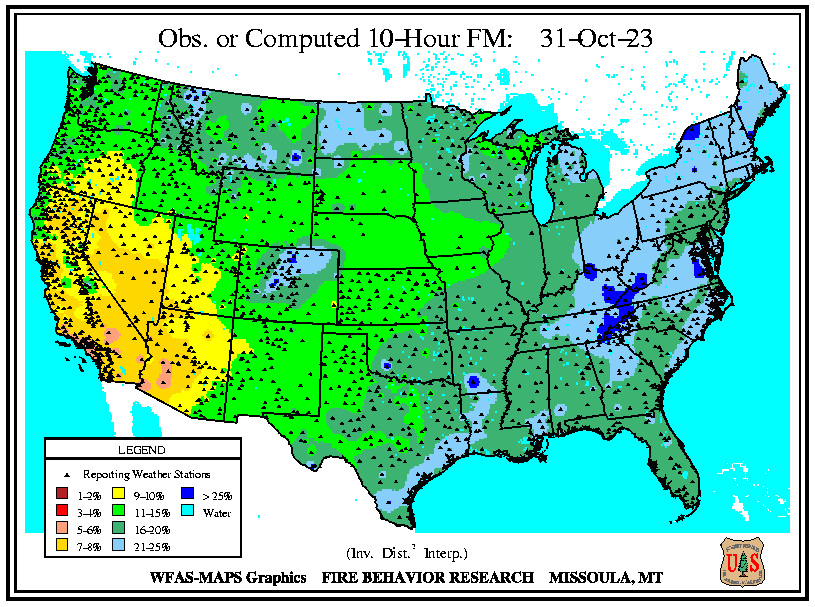 Obs. or Computed 10-Hour FM: 31-Oct-23
LEGEND
Reporting Weather Stations
1-2% 9-10% > 25%
3-4% 11-15% Water
5-6% 16-20%
7-8% 21-25%
(Inv. Dist.² Interp.)
WFAS-MAPS Graphics FIRE BEHAVIOR RESEARCH MISSOULA, MT
U S